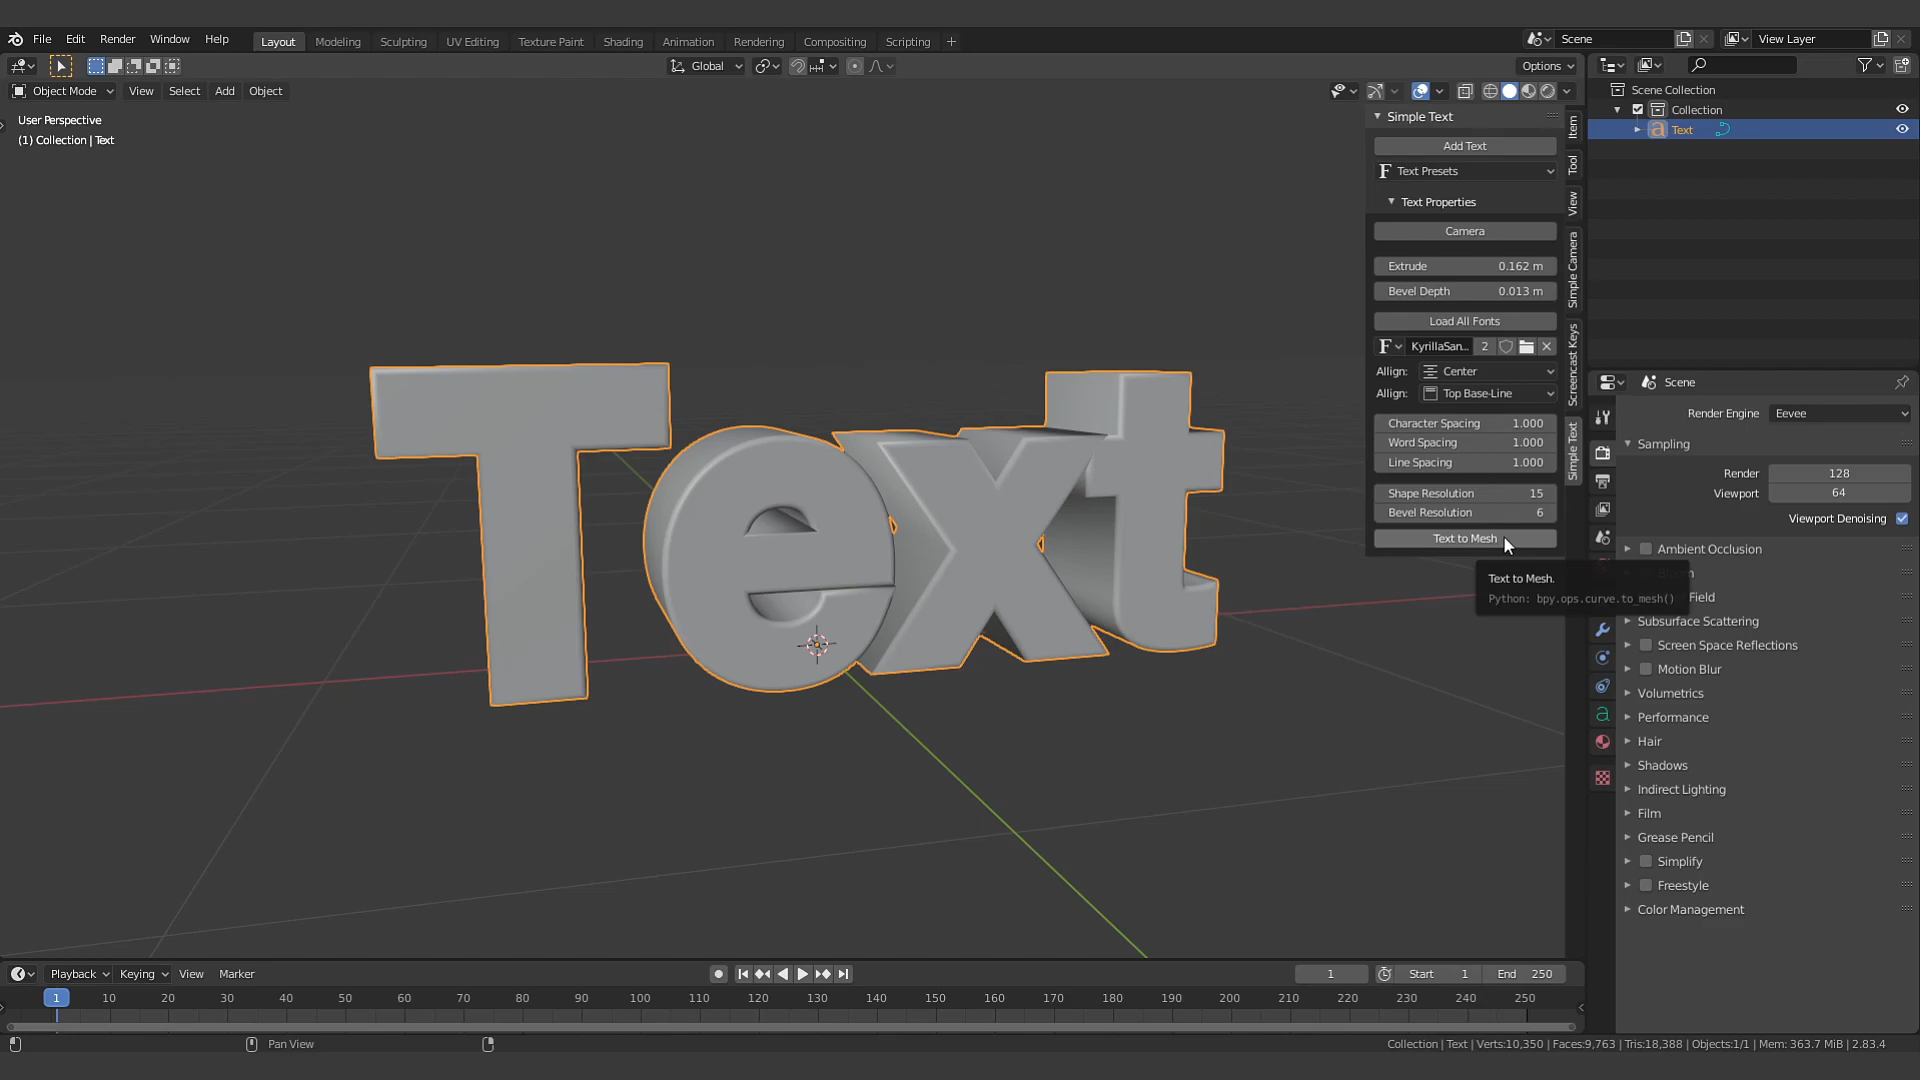 File Edit Render Window Help Layout Modeling Sculpting UV Editing Texture Paint Shading Animation Rendering Compositing Scripting + Scene View Layer
Global Options
Object Mode View Select Add Object
User Perspective
(1) Collection | Text
Text
Simple Text
Add Text
F Text Presets
Text Properties
Camera
Extrude 0.162 m
Bevel Depth 0.013 m
Load All Fonts
F KyrillaSan... 2
Align: Center
Align: Top Base-Line
Character Spacing 1.000
Word Spacing 1.000
Line Spacing 1.000
Shape Resolution 15
Bevel Resolution 6
Text to Mesh
Text to Mesh.
Python: bpy.ops.curve.to_mesh()
Item
Tool
View
Simple Camera
Screencast Keys
Simple Text
Scene Collection
Collection
Text
Scene
Render Engine Eevee
Sampling
Render 128
Viewport 64
Viewport Denoising
Ambient Occlusion
Field
Subsurface Scattering
Screen Space Reflections
Motion Blur
Volumetrics
Performance
Hair
Shadows
Indirect Lighting
Film
Grease Pencil
Simplify
Freestyle
Color Management
Playback Keying View Marker 1 Start 1 End 250
1 10 20 30 40 50 60 70 80 90 100 110 120 130 140 150 160 170 180 190 200 210 220 230 240 250
Pan View
Collection | Text | Verts:10,350 | Faces:9,763 | Tris:18,388 | Objects:1/1 | Mem: 363.7 MiB | 2.83.4